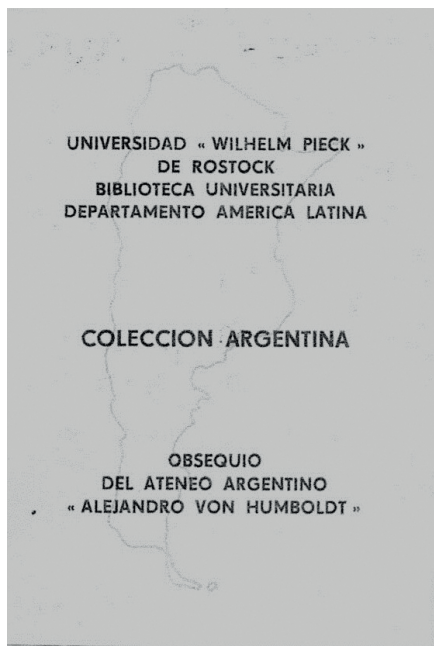 UNIVERSIDAD « WILHELM PIECK »
DE ROSTOCK
BIBLIOTECA UNIVERSITARIA
DEPARTAMENTO AMERICA LATINA
COLECCION ARGENTINA
OBSEQUIO
DEL ATENEO ARGENTINO
« ALEJANDRO VON HUMBOLDT »